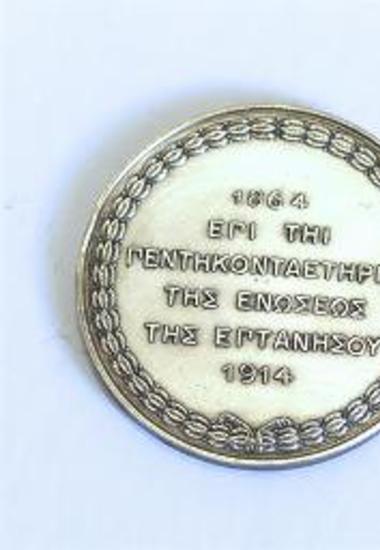 1864
ΕΠΙ ΤΗΙ
ΠΕΝΤΗΚΟΝΤΑΕΤΗΡΙ
ΤΗΣ ΕΝΩΣΕΩΣ
ΤΗΣ ΕΠΤΑΝΗΣΟΥ
1914